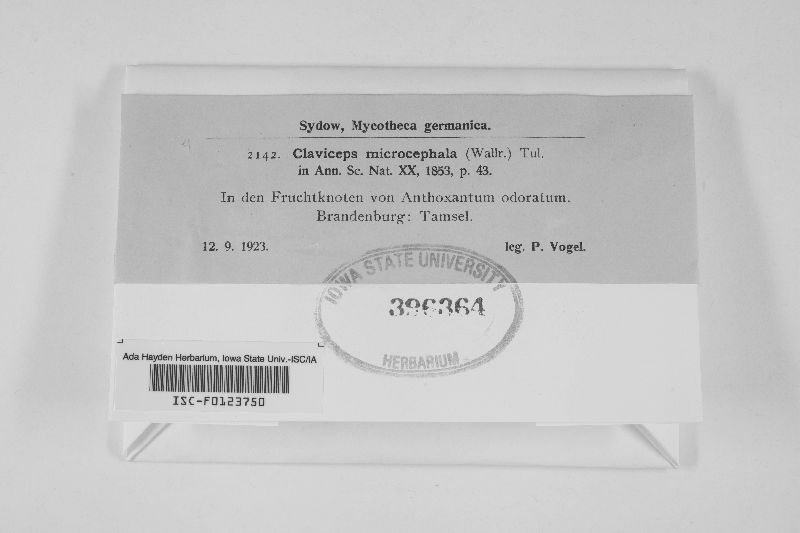 Sydow, Mycotheca germanica.
2142. Claviceps microcephala (Wallr.) Tul.
in Ann. Sc. Nat. XX, 1853, p. 43.
In den Fruchtknoten von Anthoxantum odoratum.
Brandenburg: Tamsel.
12. 9. 1923. leg. P. Vogel.
IOWA STATE UNIVERSITY
396364
HERBARIUM
Ada Hayden Herbarium, Iowa State Univ.-ISC/IA
ISC-F0123750